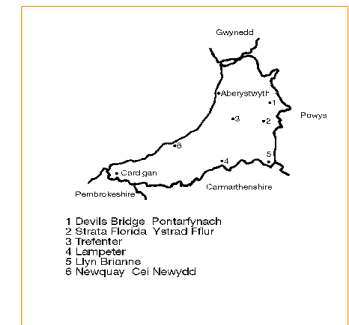 Gwynedd
Aberystwyth
1
Powys
3
2
6
4
5
Cardigan
Pembrokeshire
Carmarthenshire
1 Devils Bridge Pontarfynach
2 Strata Florida Ystrad Fflur
3 Trefenter
4 Lampeter
5 Llyn Brianne
6 Newquay Cei Newydd